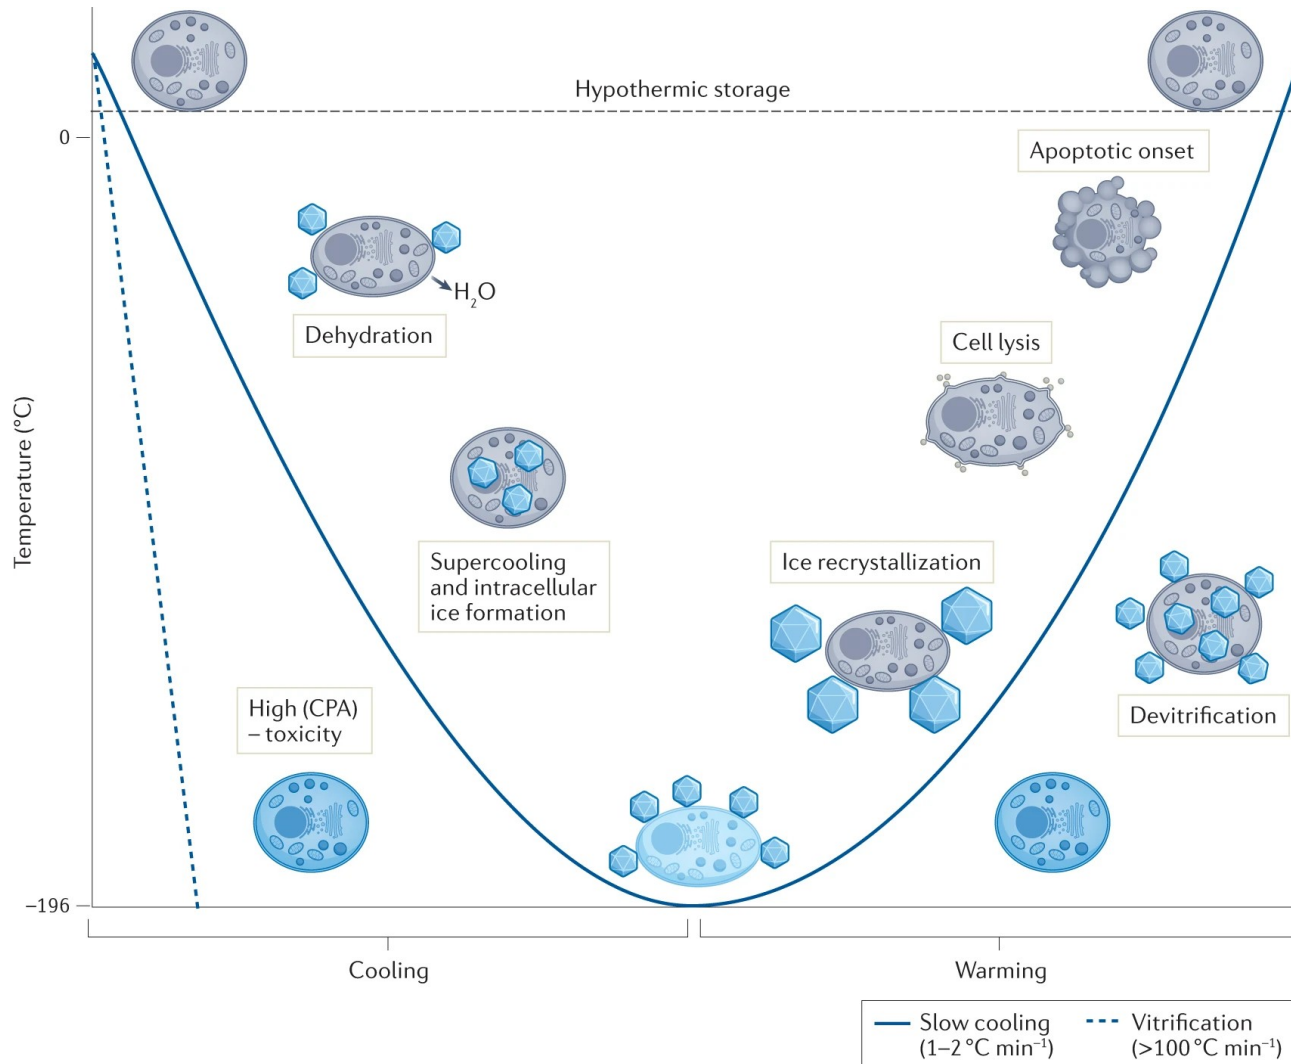 Hypothermic storage
0
Apoptotic onset
H₂O
Dehydration
Cell lysis
Temperature (°C)
Supercooling
and intracellular
ice formation
Ice recrystallization
High (CPA)
– toxicity
Devitrification
–196
Cooling
Warming
Slow cooling
(1–2 °C min⁻¹)
Vitrification
(>100 °C min⁻¹)